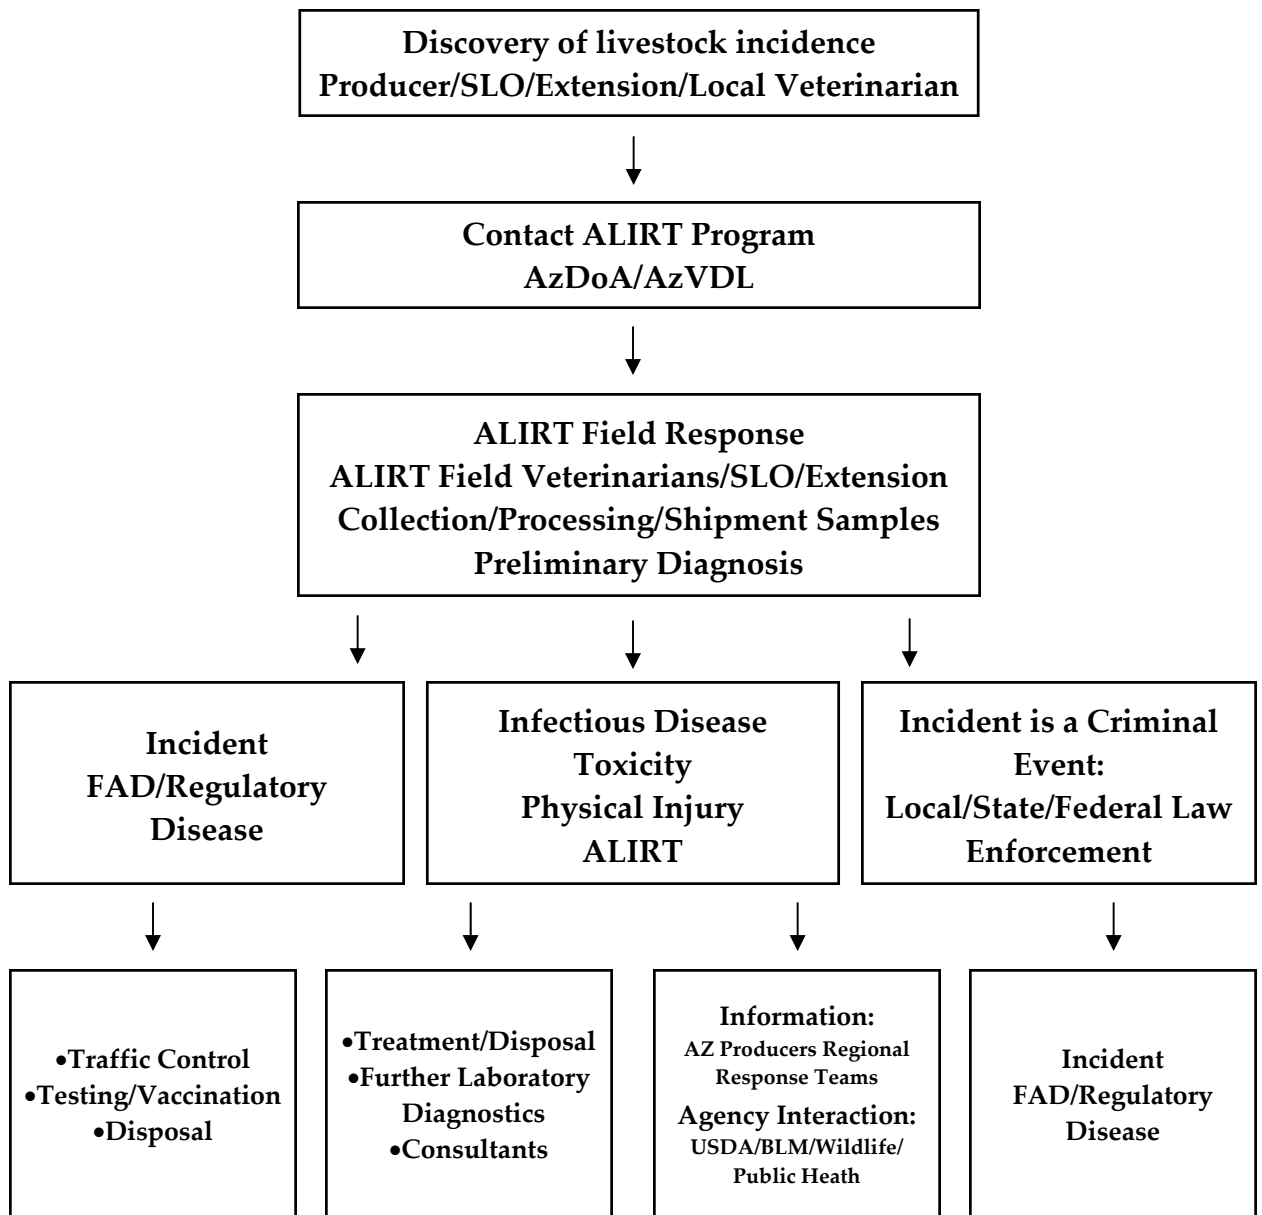 Discovery of livestock incidence
Producer/SLO/Extension/Local Veterinarian
Contact ALIRT Program
AzDoA/AzVDL
ALIRT Field Response
ALIRT Field Veterinarians/SLO/Extension
Collection/Processing/Shipment Samples
Preliminary Diagnosis
Incident
FAD/Regulatory
Disease
Infectious Disease
Toxicity
Physical Injury
ALIRT
Incident is a Criminal
Event:
Local/State/Federal Law
Enforcement
•Traffic Control
•Testing/Vaccination
•Disposal
•Treatment/Disposal
•Further Laboratory
Diagnostics
•Consultants
Information:
AZ Producers Regional
Response Teams
Agency Interaction:
USDA/BLM/Wildlife/
Public Heath
Incident
FAD/Regulatory
Disease